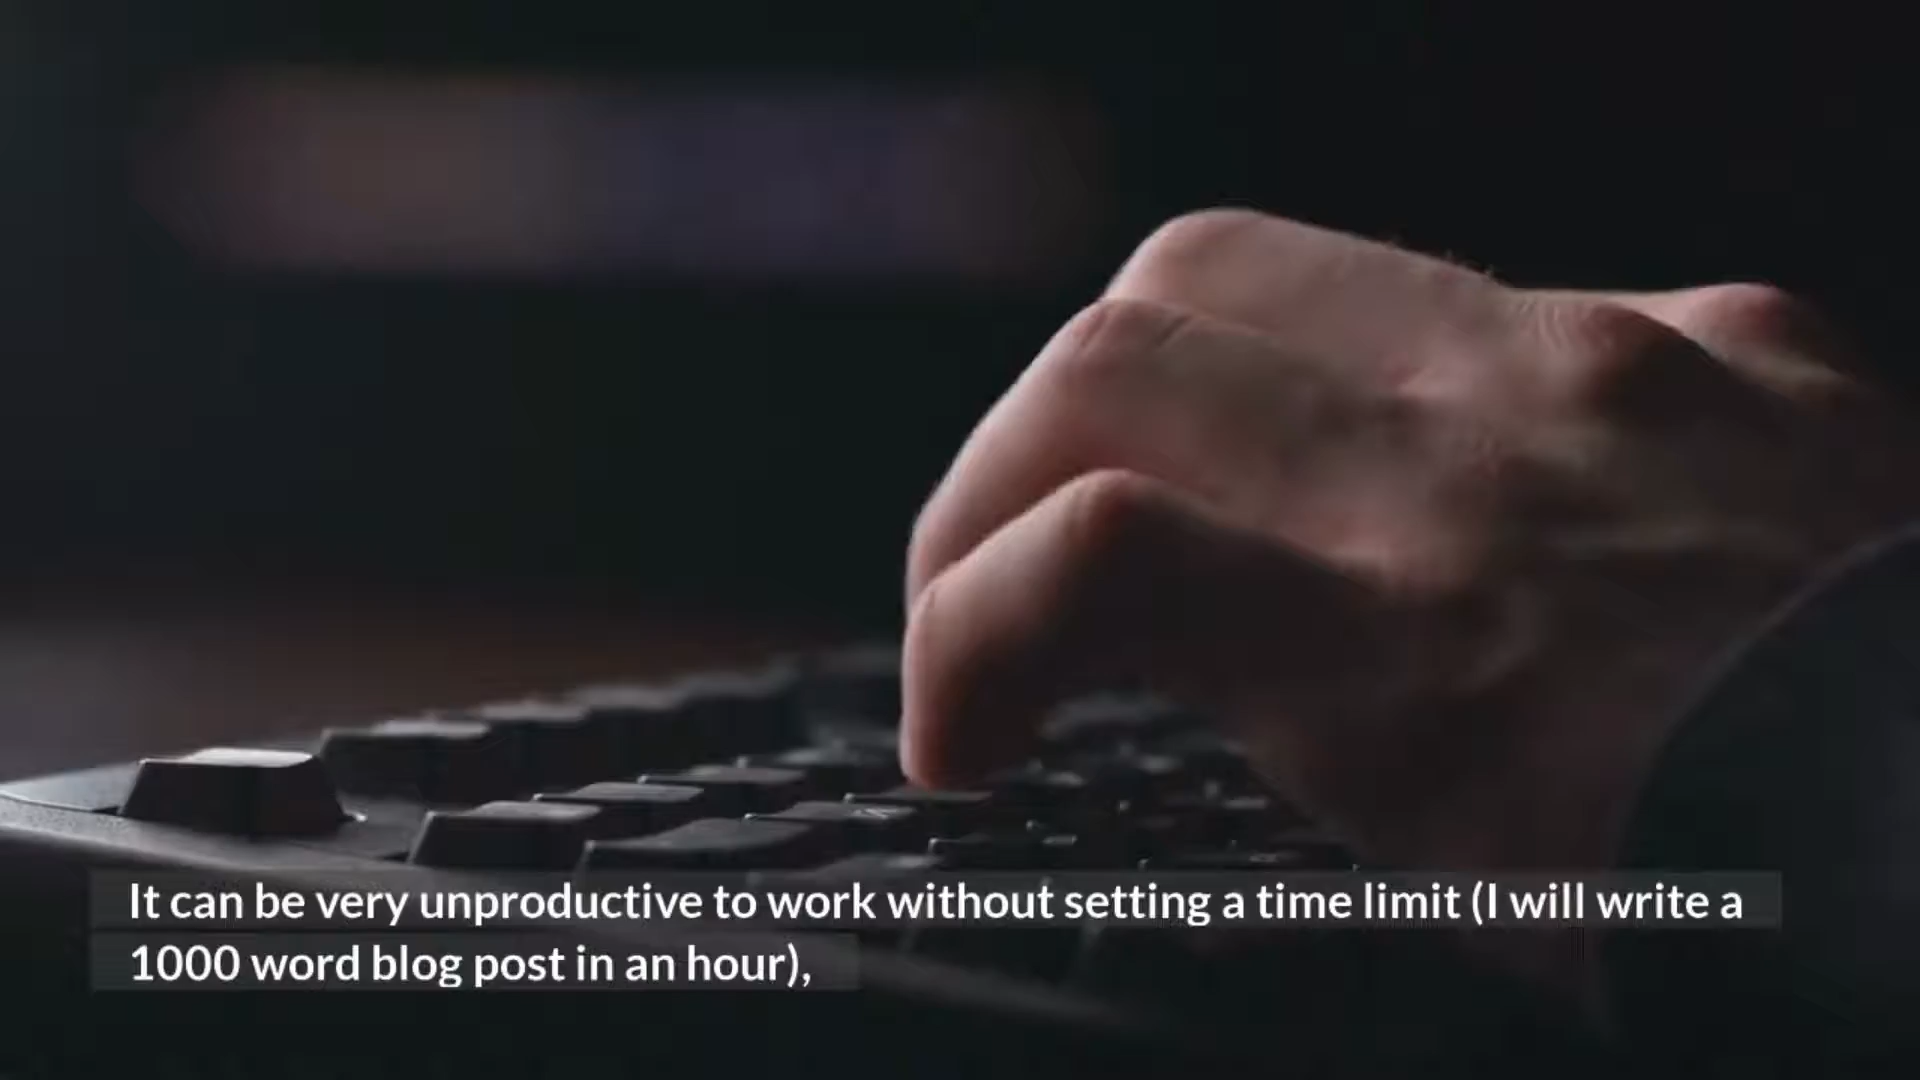 It can be very unproductive to work without setting a time limit (I will write a
1000 word blog post in an hour),